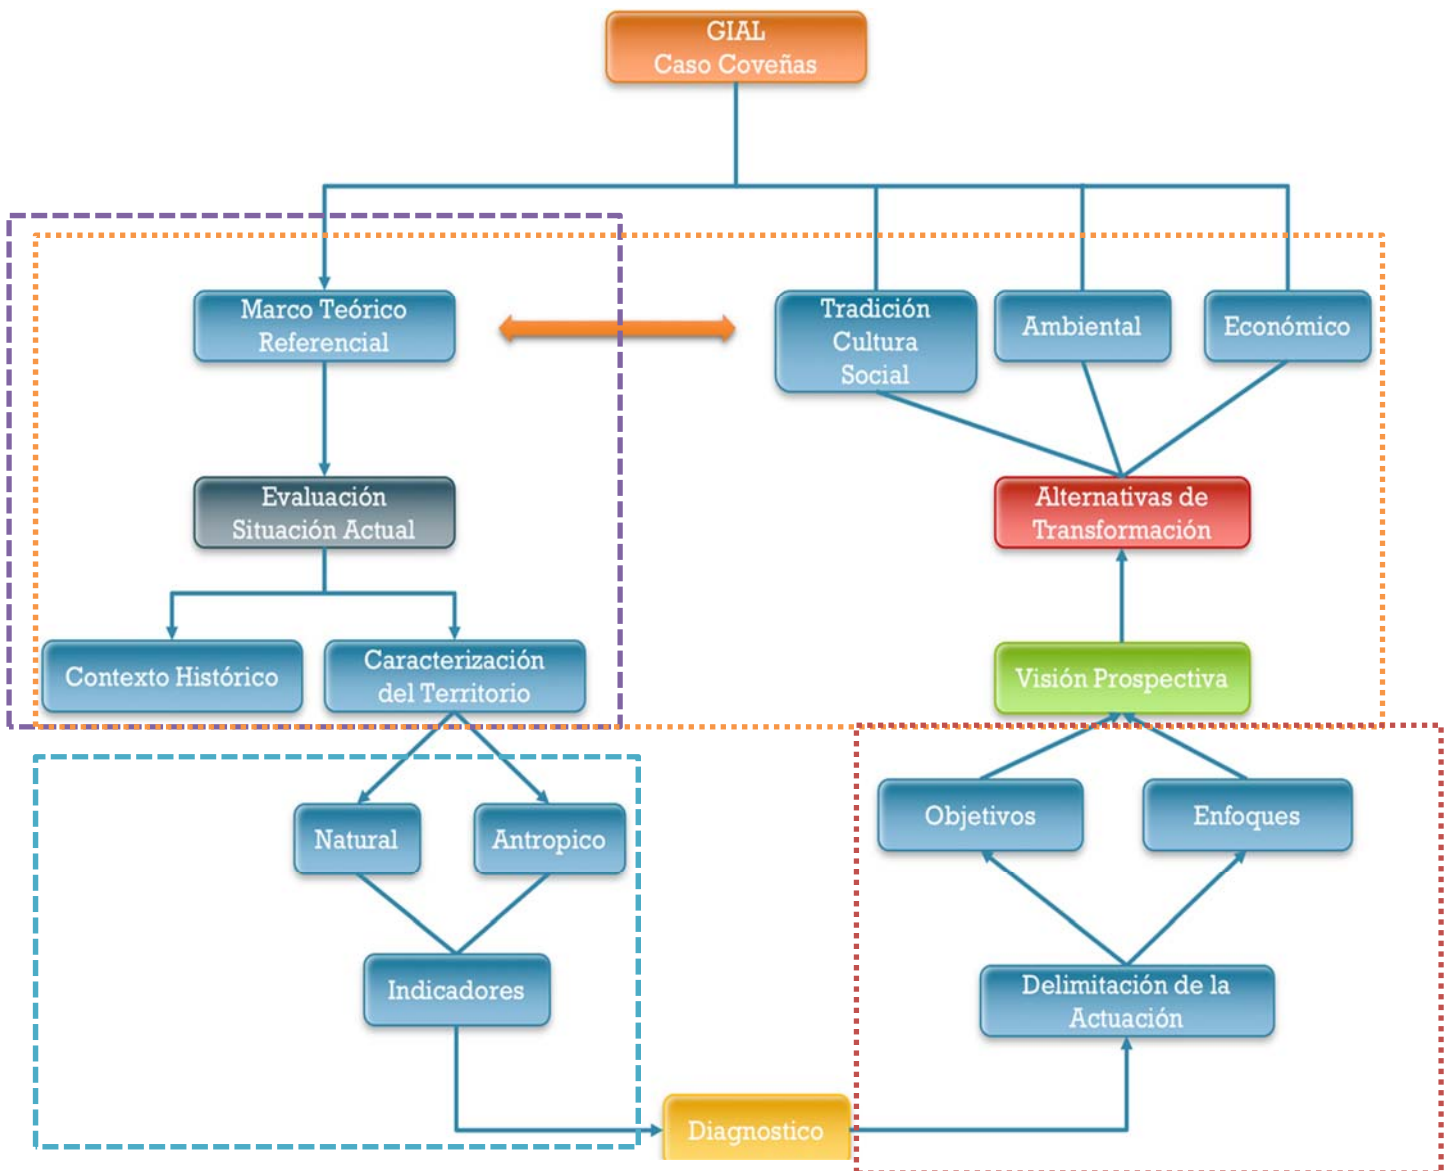 GIAL
Caso Coveñas
Marco Teórico
Referencial
Tradición
Cultura
Social
Ambiental
Económico
Evaluación
Situación Actual
Alternativas de
Transformación
Contexto Histórico
Caracterización
del Territorio
Visión Prospectiva
Natural
Antropico
Objetivos
Enfoques
Indicadores
Delimitación de la
Actuación
Diagnostico